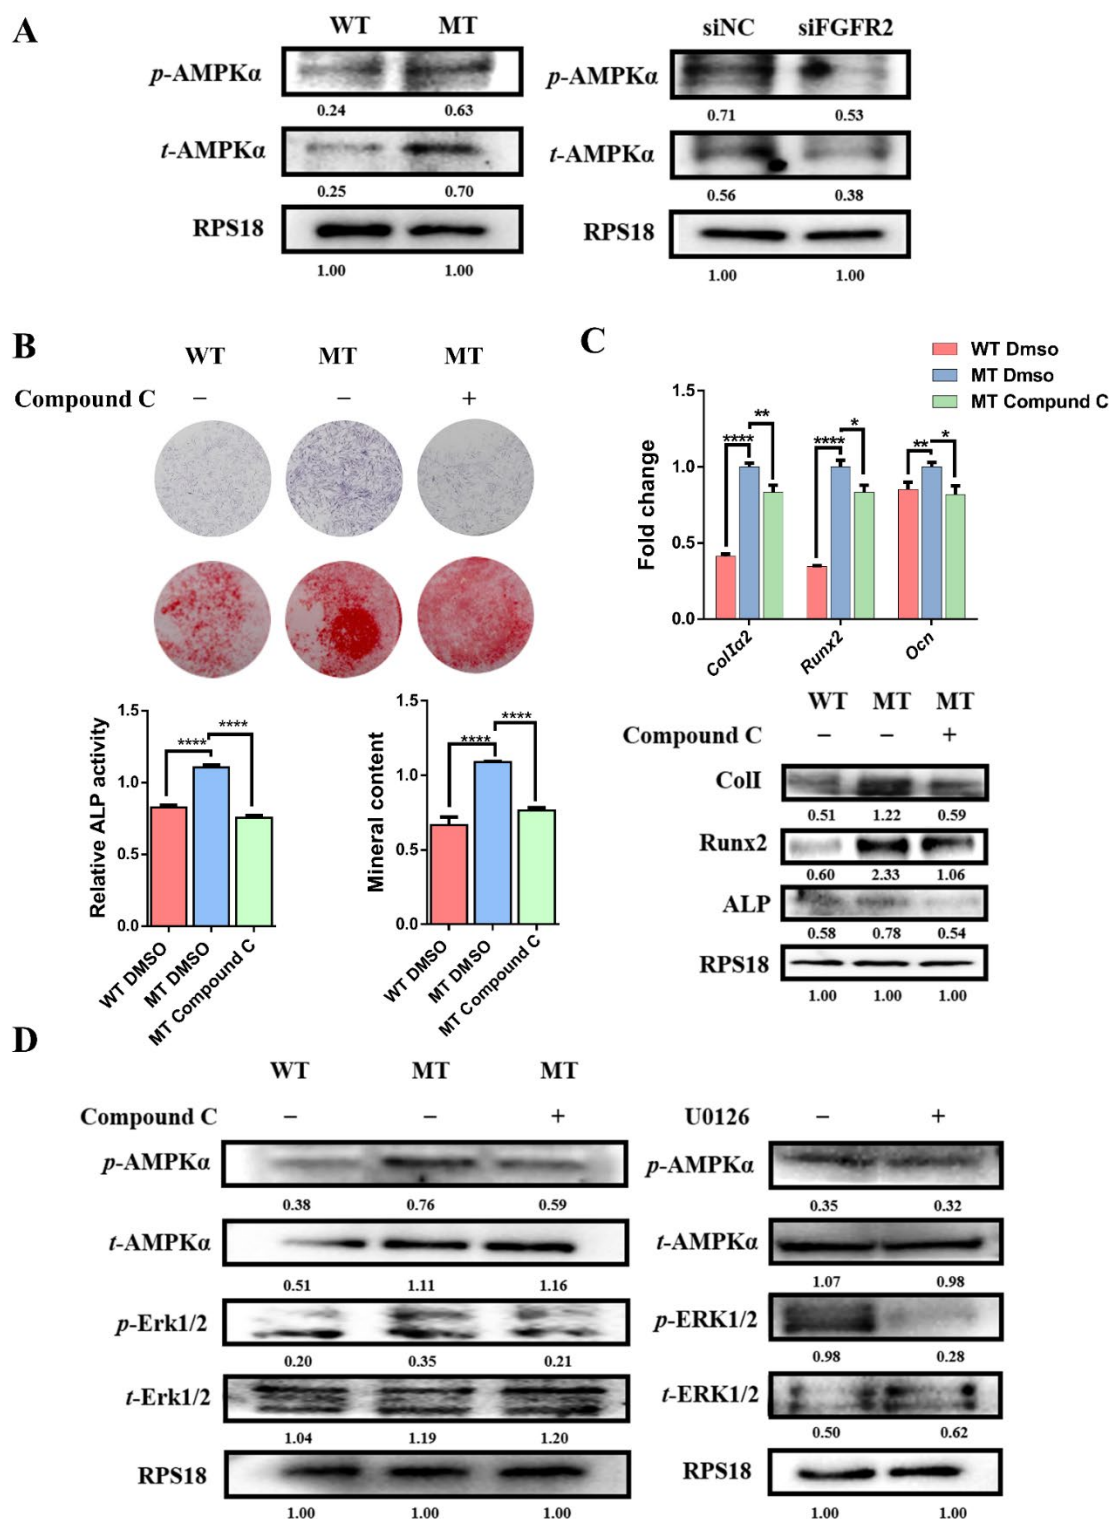 A
WT MT
p-AMPKα
0.24 0.63
t-AMPKα
0.25 0.70
RPS18
1.00 1.00
siNC siFGFR2
p-AMPKα
0.71 0.53
t-AMPKα
0.56 0.38
RPS18
1.00 1.00
B
WT MT MT
Compound C − − +
1.5
1.0
0.5
0.0
Relative ALP activity
**** ****
WT DMSO
MT DMSO
MT Compound C
1.5
1.0
0.5
0.0
Mineral content
**** ****
WT DMSO
MT DMSO
MT Compound C
C
WT Dmso
MT Dmso
MT Compund C
1.5
1.0
0.5
0.0
Fold change
**** ** **** * ** *
ColIα2
Runx2
Ocn
WT MT MT
Compound C − − +
ColI
0.51 1.22 0.59
Runx2
0.60 2.33 1.06
ALP
0.58 0.78 0.54
RPS18
1.00 1.00 1.00
D
WT MT MT
Compound C − − +
p-AMPKα
0.38 0.76 0.59
t-AMPKα
0.51 1.11 1.16
p-Erk1/2
0.20 0.35 0.21
t-Erk1/2
1.04 1.19 1.20
RPS18
1.00 1.00 1.00
U0126 − +
p-AMPKα
0.35 0.32
t-AMPKα
1.07 0.98
p-ERK1/2
0.98 0.28
t-ERK1/2
0.50 0.62
RPS18
1.00 1.00